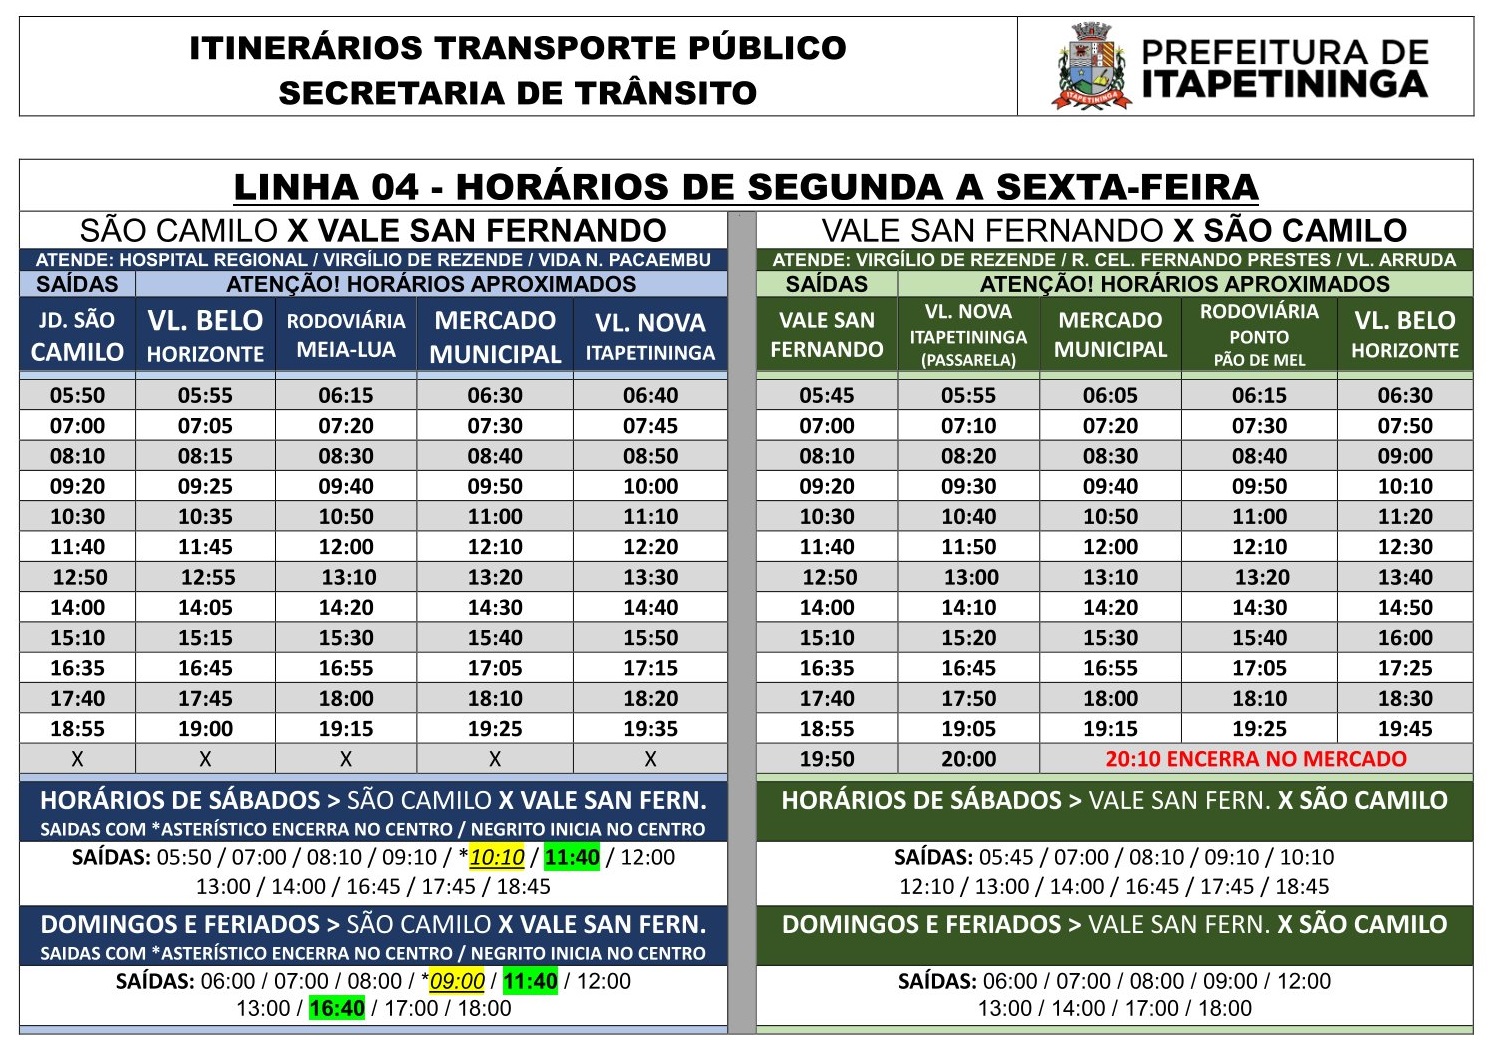 ITINERÁRIOS TRANSPORTE PÚBLICO
SECRETARIA DE TRÂNSITO
ITAPETININGA
PREFEITURA DE
ITAPETININGA
LINHA 04 - HORÁRIOS DE SEGUNDA A SEXTA-FEIRA
SÃO CAMILO X VALE SAN FERNANDO
ATENDE: HOSPITAL REGIONAL / VIRGÍLIO DE REZENDE / VIDA N. PACAEMBU
SAÍDAS ATENÇÃO! HORÁRIOS APROXIMADOS
JD. SÃO CAMILO VL. BELO HORIZONTE RODOVIÁRIA MEIA-LUA MERCADO MUNICIPAL VL. NOVA ITAPETININGA
05:50 05:55 06:15 06:30 06:40
07:00 07:05 07:20 07:30 07:45
08:10 08:15 08:30 08:40 08:50
09:20 09:25 09:40 09:50 10:00
10:30 10:35 10:50 11:00 11:10
11:40 11:45 12:00 12:10 12:20
12:50 12:55 13:10 13:20 13:30
14:00 14:05 14:20 14:30 14:40
15:10 15:15 15:30 15:40 15:50
16:35 16:45 16:55 17:05 17:15
17:40 17:45 18:00 18:10 18:20
18:55 19:00 19:15 19:25 19:35
X X X X X
HORÁRIOS DE SÁBADOS > SÃO CAMILO X VALE SAN FERN.
SAIDAS COM *ASTERÍSTICO ENCERRA NO CENTRO / NEGRITO INICIA NO CENTRO
SAÍDAS: 05:50 / 07:00 / 08:10 / 09:10 / *10:10 / 11:40 / 12:00
13:00 / 14:00 / 16:45 / 17:45 / 18:45
DOMINGOS E FERIADOS > SÃO CAMILO X VALE SAN FERN.
SAIDAS COM *ASTERÍSTICO ENCERRA NO CENTRO / NEGRITO INICIA NO CENTRO
SAÍDAS: 06:00 / 07:00 / 08:00 / *09:00 / 11:40 / 12:00
13:00 / 16:40 / 17:00 / 18:00
VALE SAN FERNANDO X SÃO CAMILO
ATENDE: VIRGÍLIO DE REZENDE / R. CEL. FERNANDO PRESTES / VL. ARRUDA
SAÍDAS ATENÇÃO! HORÁRIOS APROXIMADOS
VALE SAN FERNANDO VL. NOVA ITAPETININGA (PASSARELA) MERCADO MUNICIPAL RODOVIÁRIA PONTO PÃO DE MEL VL. BELO HORIZONTE
05:45 05:55 06:05 06:15 06:30
07:00 07:10 07:20 07:30 07:50
08:10 08:20 08:30 08:40 09:00
09:20 09:30 09:40 09:50 10:10
10:30 10:40 10:50 11:00 11:20
11:40 11:50 12:00 12:10 12:30
12:50 13:00 13:10 13:20 13:40
14:00 14:10 14:20 14:30 14:50
15:10 15:20 15:30 15:40 16:00
16:35 16:45 16:55 17:05 17:25
17:40 17:50 18:00 18:10 18:30
18:55 19:05 19:15 19:25 19:45
19:50 20:00 20:10 ENCERRA NO MERCADO
HORÁRIOS DE SÁBADOS > VALE SAN FERN. X SÃO CAMILO
SAÍDAS: 05:45 / 07:00 / 08:10 / 09:10 / 10:10
12:10 / 13:00 / 14:00 / 16:45 / 17:45 / 18:45
DOMINGOS E FERIADOS > VALE SAN FERN. X SÃO CAMILO
SAÍDAS: 06:00 / 07:00 / 08:00 / 09:00 / 12:00
13:00 / 14:00 / 17:00 / 18:00